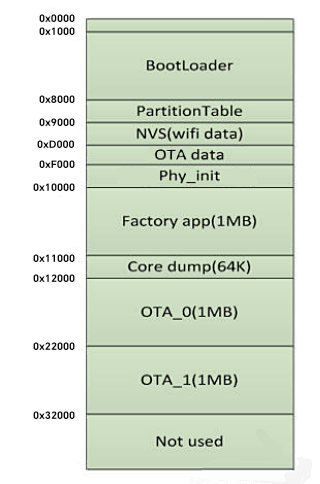 0x0000
0x1000
BootLoader
0x8000
PartitionTable
0x9000
NVS(wifi data)
0xD000
OTA data
0xF000
Phy_init
0x10000
Factory app(1MB)
0x11000
Core dump(64K)
0x12000
OTA_0(1MB)
0x22000
OTA_1(1MB)
0x32000
Not used